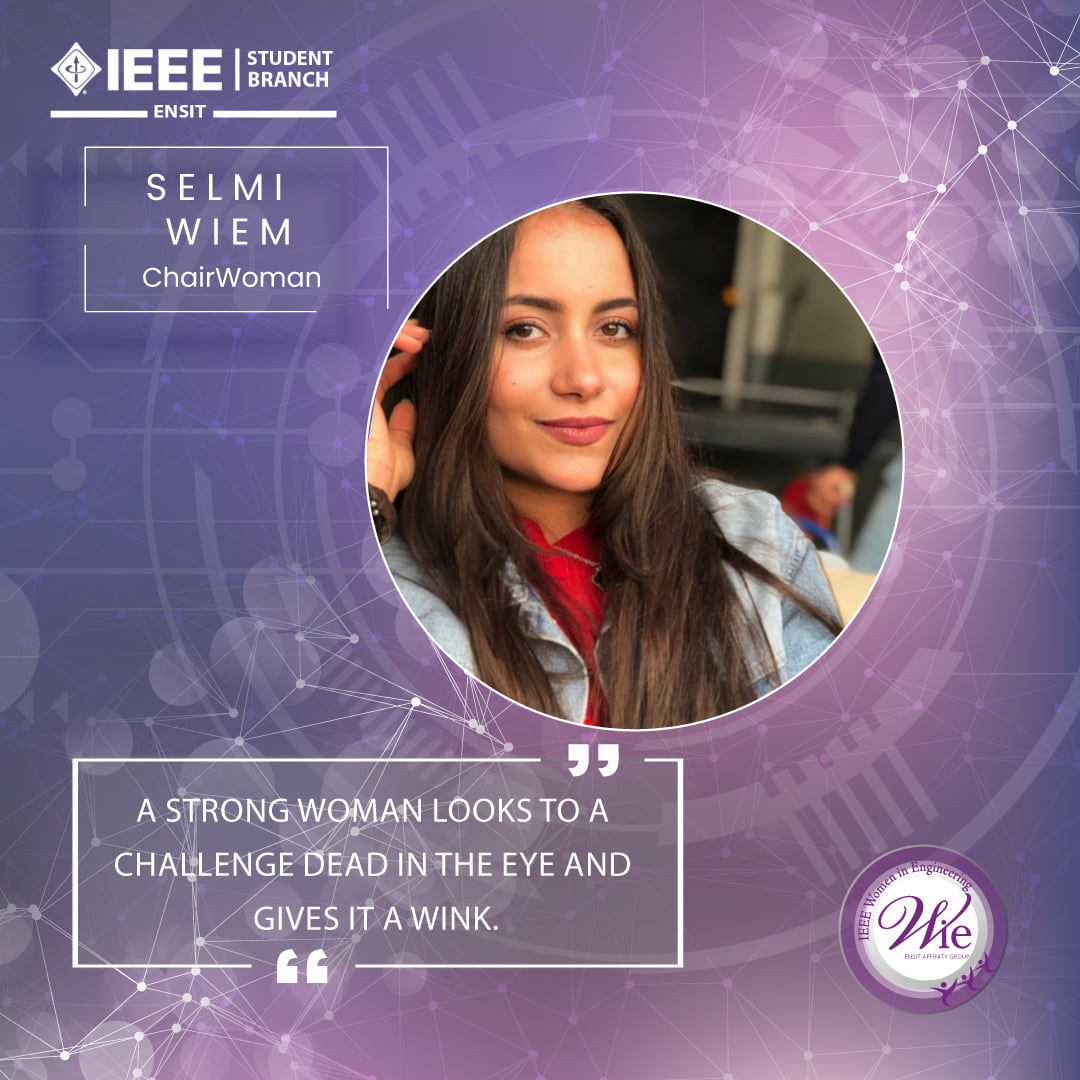 IEEE
STUDENT
BRANCH
ENSIT
SELMI
WIEM
ChairWoman
”
A STRONG WOMAN LOOKS TO A
CHALLENGE DEAD IN THE EYE AND
GIVES IT A WINK.
“
IEEE Women in Engineering
Wie
ENSIT AFFINITY GROUP